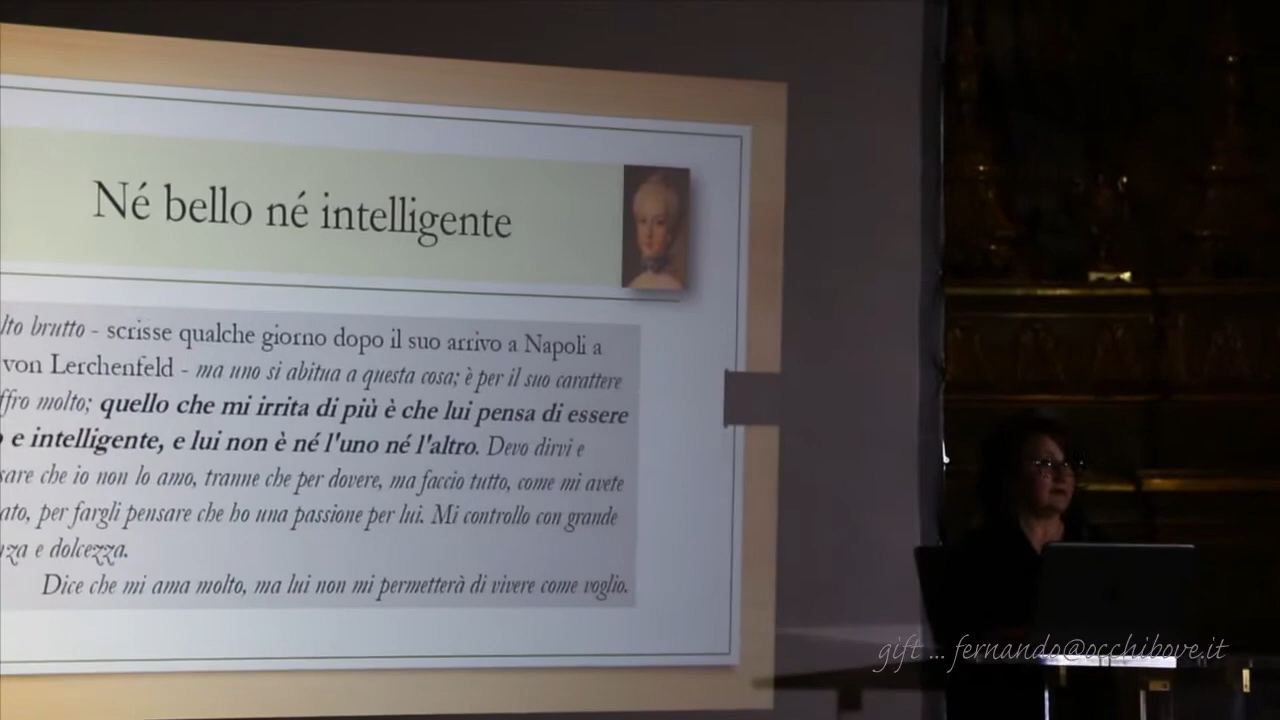 Né bello né intelligente
lto brutto - scrisse qualche giorno dopo il suo arrivo a Napoli a
von Lerchenfeld - ma uno si abitua a questa cosa; è per il suo carattere
ffro molto; quello che mi irrita di più è che lui pensa di essere
e intelligente, e lui non è né l'uno né l'altro. Devo dirvi e
sare che io non lo amo, tranne che per dovere, ma faccio tutto, come mi avete
ato, per fargli pensare che ho una passione per lui. Mi controllo con grande
za e dolcezza.
Dice che mi ama molto, ma lui non mi permetterà di vivere come voglio.
gift ... fernando@occhibove.it